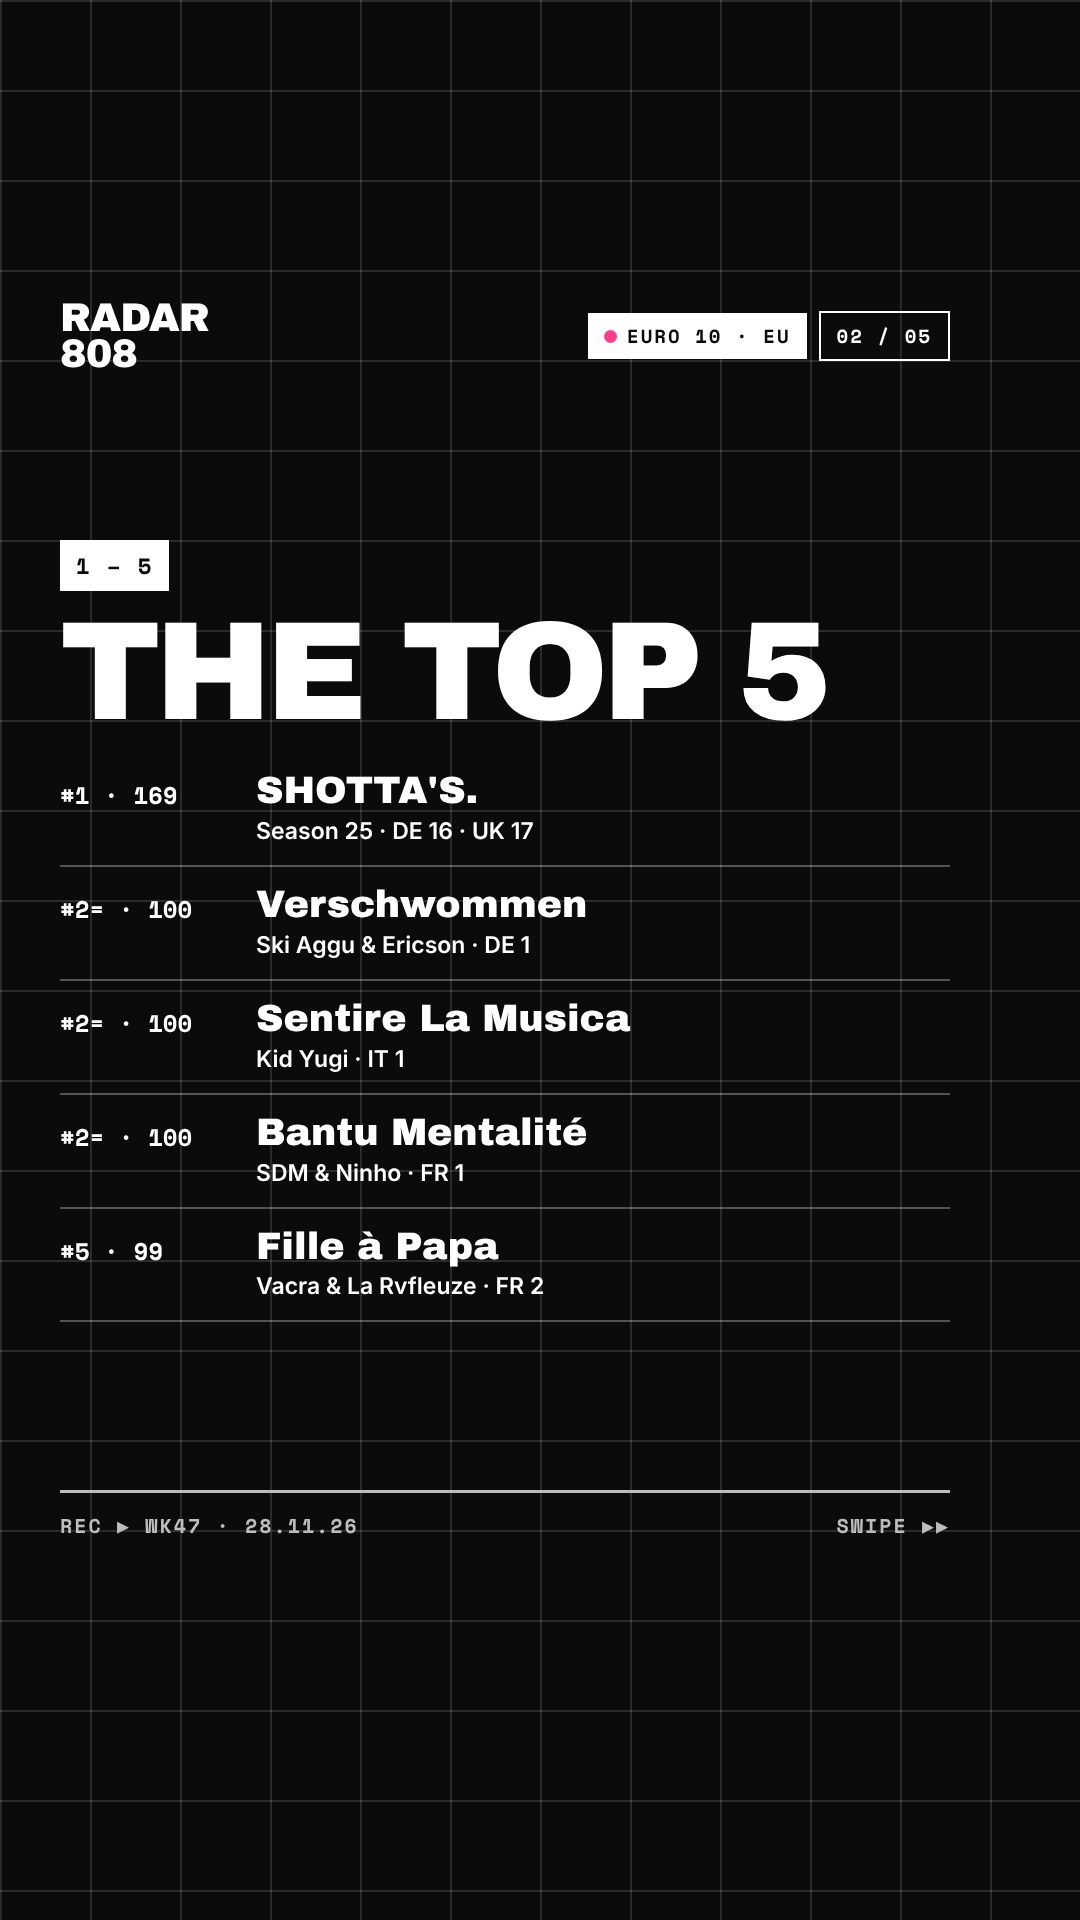 RADAR
808
EURO 10 · EU
02 / 05
1 – 5
THE TOP 5
#1 · 169
SHOTTA'S.
Season 25 · DE 16 · UK 17
#2= · 100
Verschwommen
Ski Aggu & Ericson · DE 1
#2= · 100
Sentire La Musica
Kid Yugi · IT 1
#2= · 100
Bantu Mentalité
SDM & Ninho · FR 1
#5 · 99
Fille à Papa
Vacra & La Rvfleuze · FR 2
REC ▶ WK47 · 28.11.26
SWIPE ▶▶